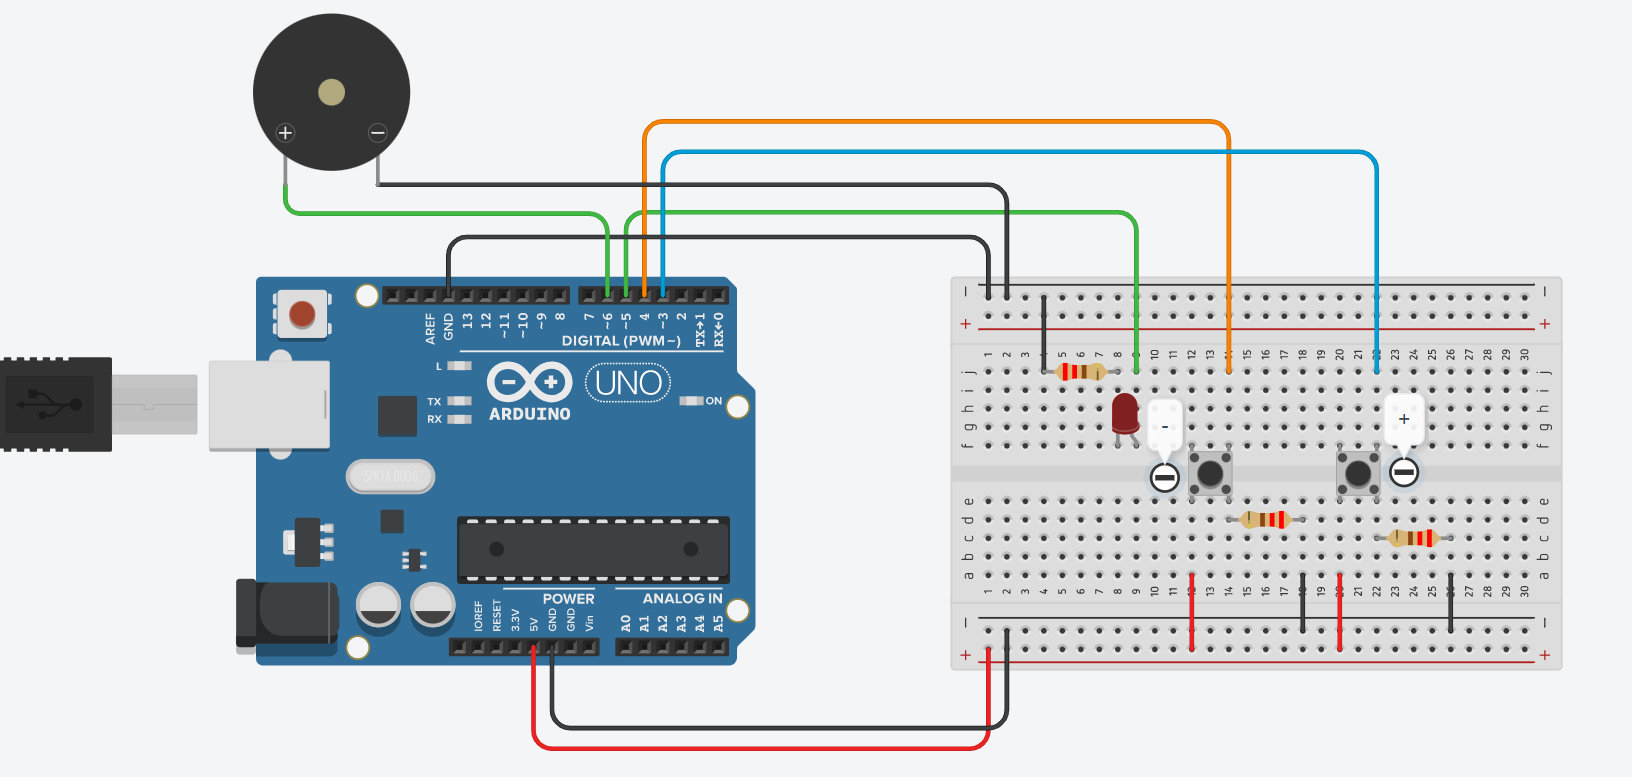 + −
AREF GND 13 12 ~11 ~10 ~9 8 7 ~6 ~5 4 ~3 2 TX→1 RX←0
DIGITAL (PWM~)
L
TX
RX
− +
UNO
ARDUINO
ON
SPK16.000G
POWER
ANALOG IN
IOREF RESET 3.3V 5V GND GND Vin A0 A1 A2 A3 A4 A5
− −
+ +
1 2 3 4 5 6 7 8 9 10 11 12 13 14 15 16 17 18 19 20 21 22 23 24 25 26 27 28 29 30
j j
i i
h h
g g
f f
-
+
e e
d d
c c
b b
a a
1 2 3 4 5 6 7 8 9 10 11 12 13 14 15 16 17 18 19 20 21 22 23 24 25 26 27 28 29 30
− −
+ +